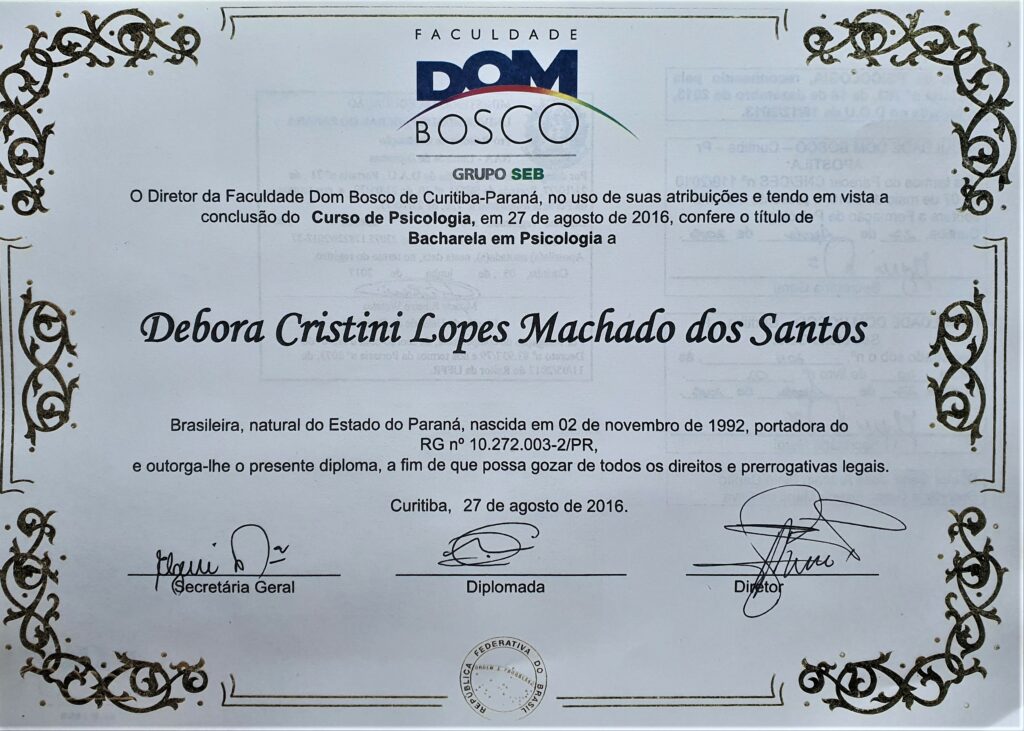 FACULDADE
DOM
BOSCO
GRUPO SEB
O Diretor da Faculdade Dom Bosco de Curitiba-Paraná, no uso de suas atribuições e tendo em vista a
conclusão do Curso de Psicologia, em 27 de agosto de 2016, confere o título de
Bacharela em Psicologia a
Debora Cristini Lopes Machado dos Santos
Brasileira, natural do Estado do Paraná, nascida em 02 de novembro de 1992, portadora do
RG nº 10.272.003-2/PR,
e outorga-lhe o presente diploma, a fim de que possa gozar de todos os direitos e prerrogativas legais.
Curitiba, 27 de agosto de 2016.
Secretária Geral
Diplomada
Diretor
REPÚBLICA FEDERATIVA DO BRASIL
ORDEM E PROGRESSO